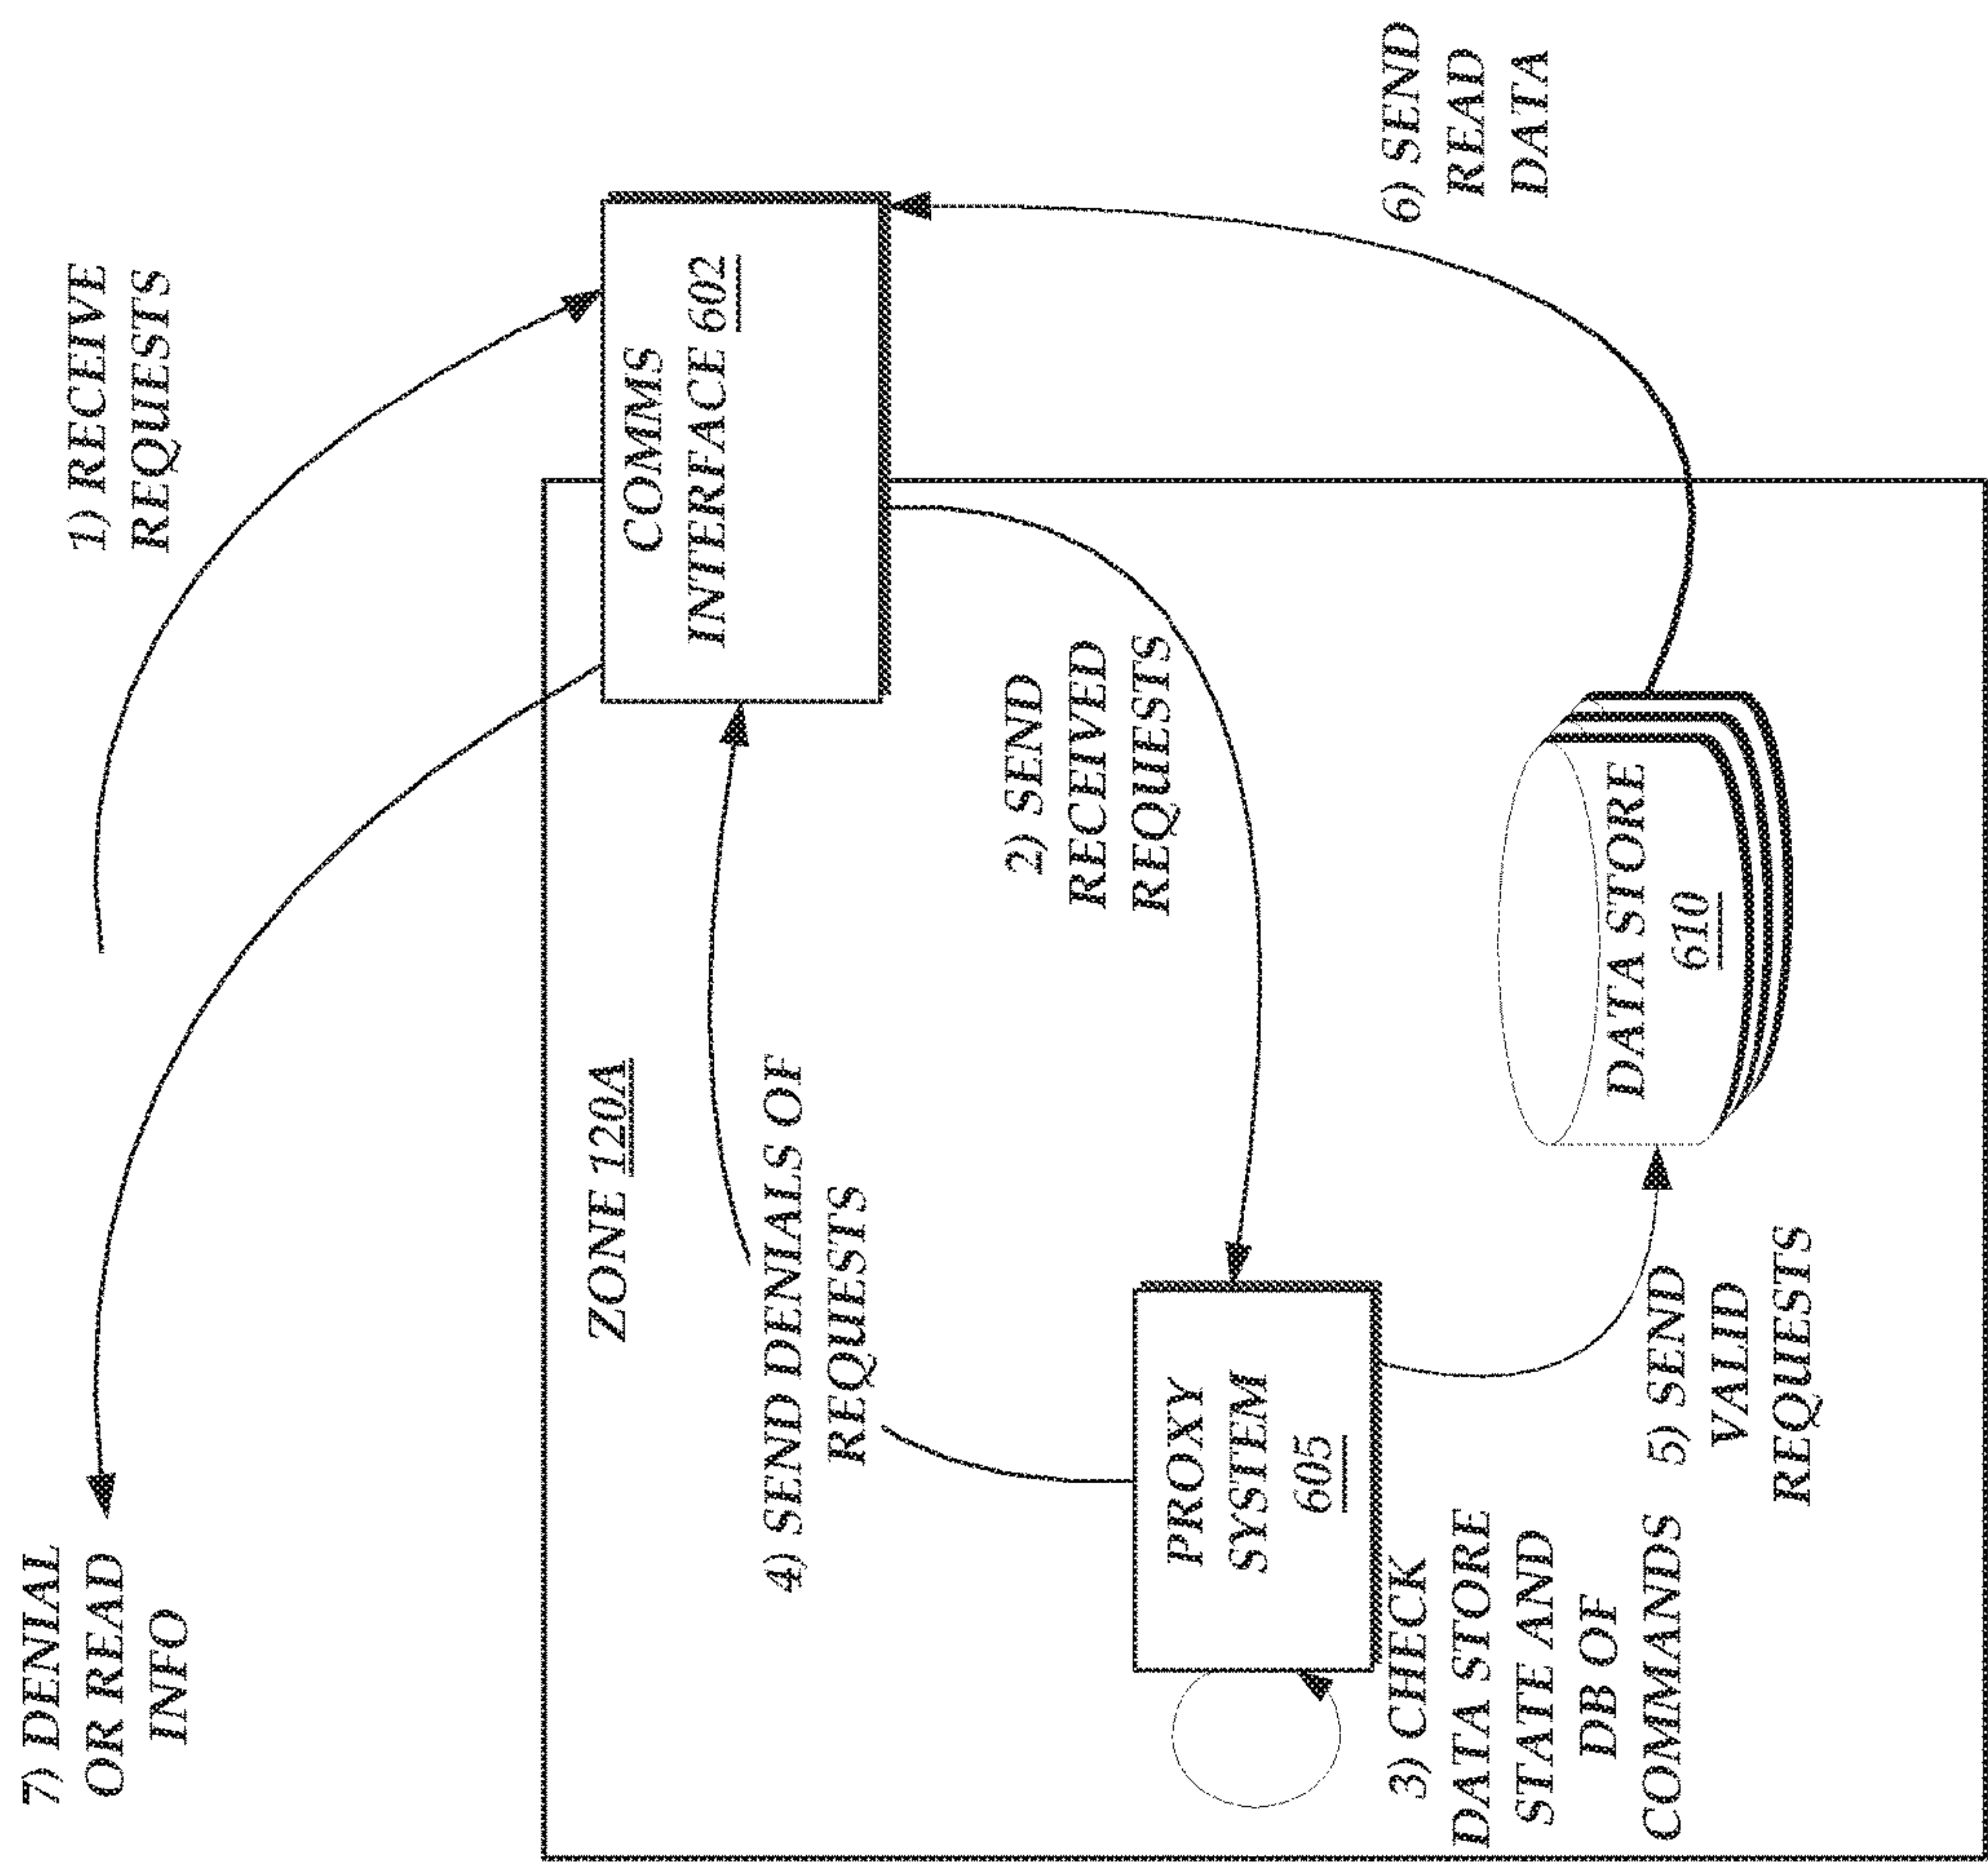 1) RECEIVE
REQUESTS
7) DENIAL
OR READ
INFO
ZONE 120A
COMMS
INTERFACE 602
4) SEND DENIALS OF
REQUESTS
2) SEND
RECEIVED
REQUESTS
PROXY
SYSTEM
605
3) CHECK
DATA STORE
STATE AND
DB OF
COMMANDS
5) SEND
VALID
REQUESTS
DATA STORE
610
6) SEND
READ
DATA